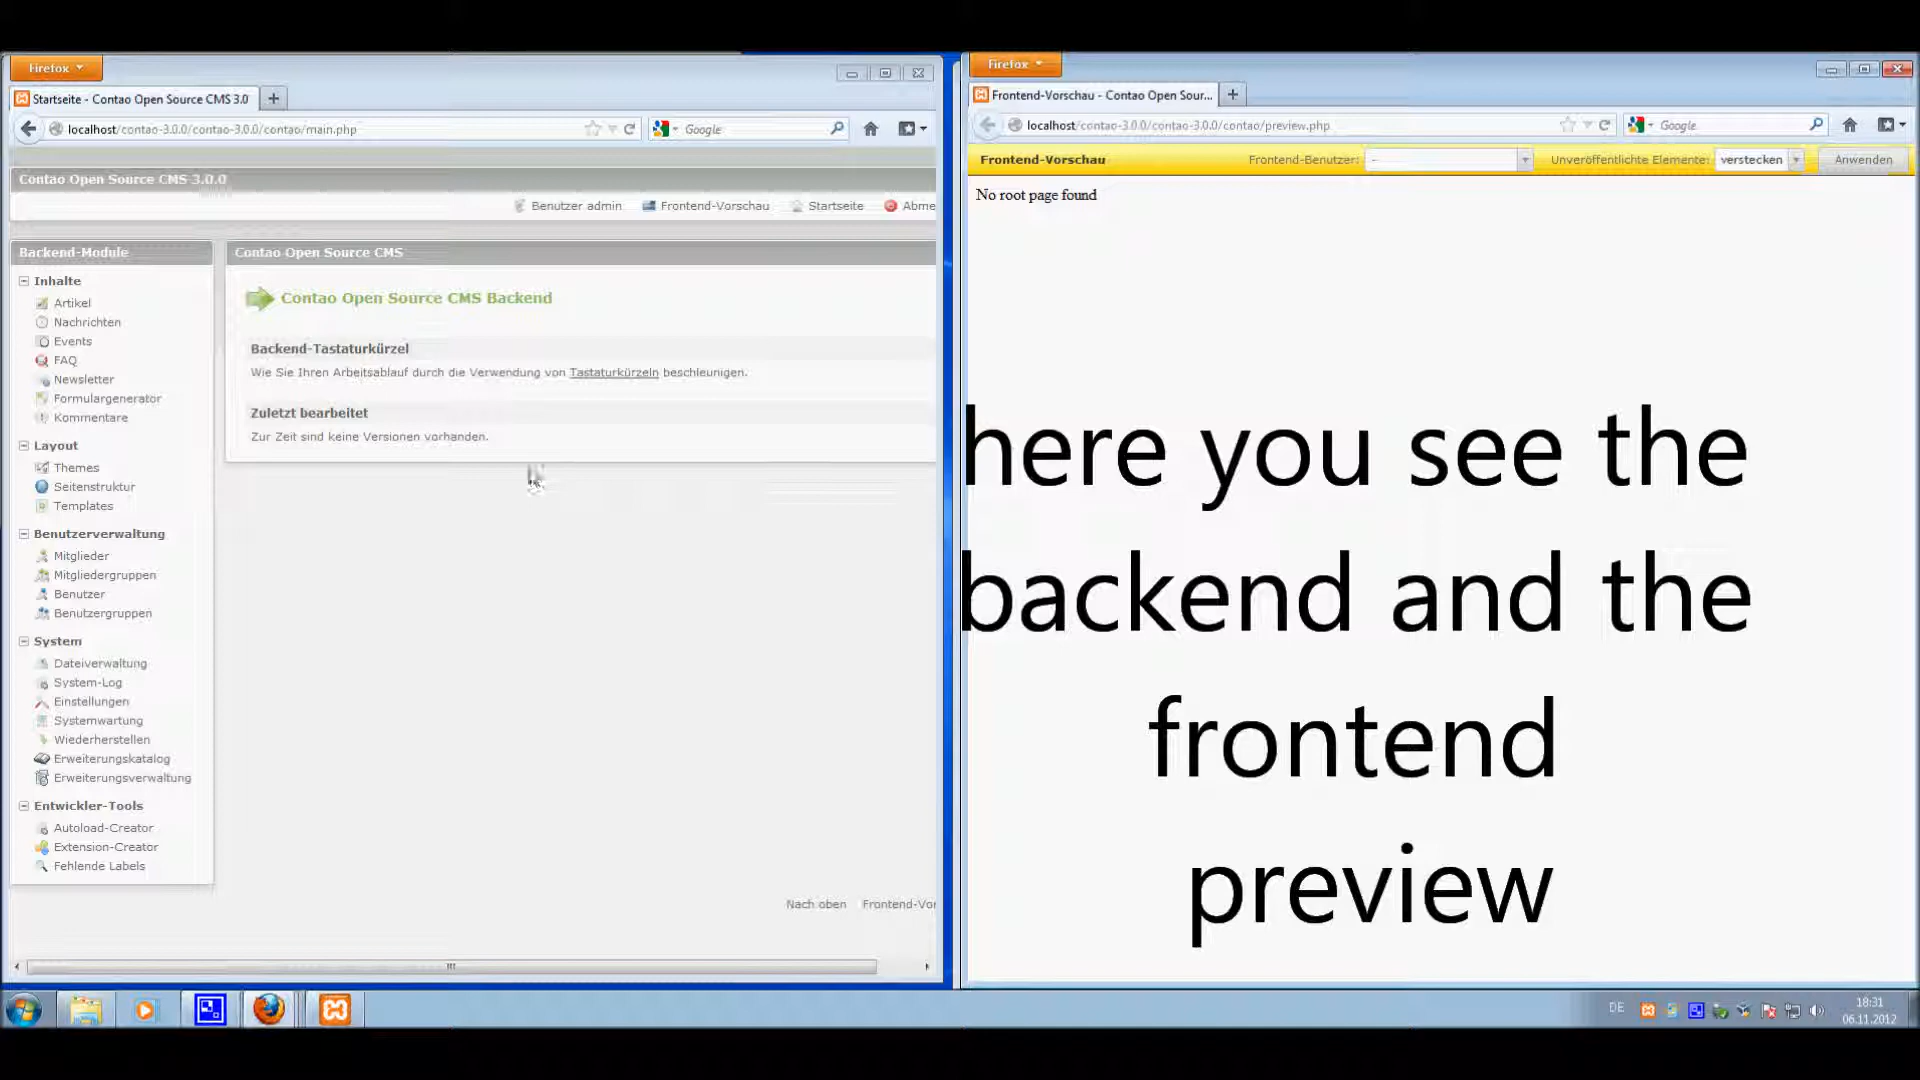 Firefox
Startseite - Contao Open Source CMS 3.0
localhost/contao-3.0.0/contao-3.0.0/contao/main.php
Google
Contao Open Source CMS 3.0.0
Benutzer admin
Frontend-Vorschau
Startseite
Abme
Backend-Module
Inhalte
Artikel
Nachrichten
Events
FAQ
Newsletter
Formulargenerator
Kommentare
Layout
Themes
Seitenstruktur
Templates
Benutzerverwaltung
Mitglieder
Mitgliedergruppen
Benutzer
Benutzergruppen
System
Dateiverwaltung
System-Log
Einstellungen
Systemwartung
Wiederherstellen
Erweiterungskatalog
Erweiterungsverwaltung
Entwickler-Tools
Autoload-Creator
Extension-Creator
Fehlende Labels
Contao Open Source CMS
Contao Open Source CMS Backend
Backend-Tastaturkürzel
Wie Sie Ihren Arbeitsablauf durch die Verwendung von Tastaturkürzeln beschleunigen.
Zuletzt bearbeitet
Zur Zeit sind keine Versionen vorhanden.
Nach oben
Frontend-Vor
Firefox
Frontend-Vorschau - Contao Open Sour...
localhost/contao-3.0.0/contao-3.0.0/contao/preview.php
Google
Frontend-Vorschau
Frontend-Benutzer: -
Unveröffentlichte Elemente: verstecken
Anwenden
No root page found
here you see the
backend and the
frontend
preview
DE
18:31
06.11.2012